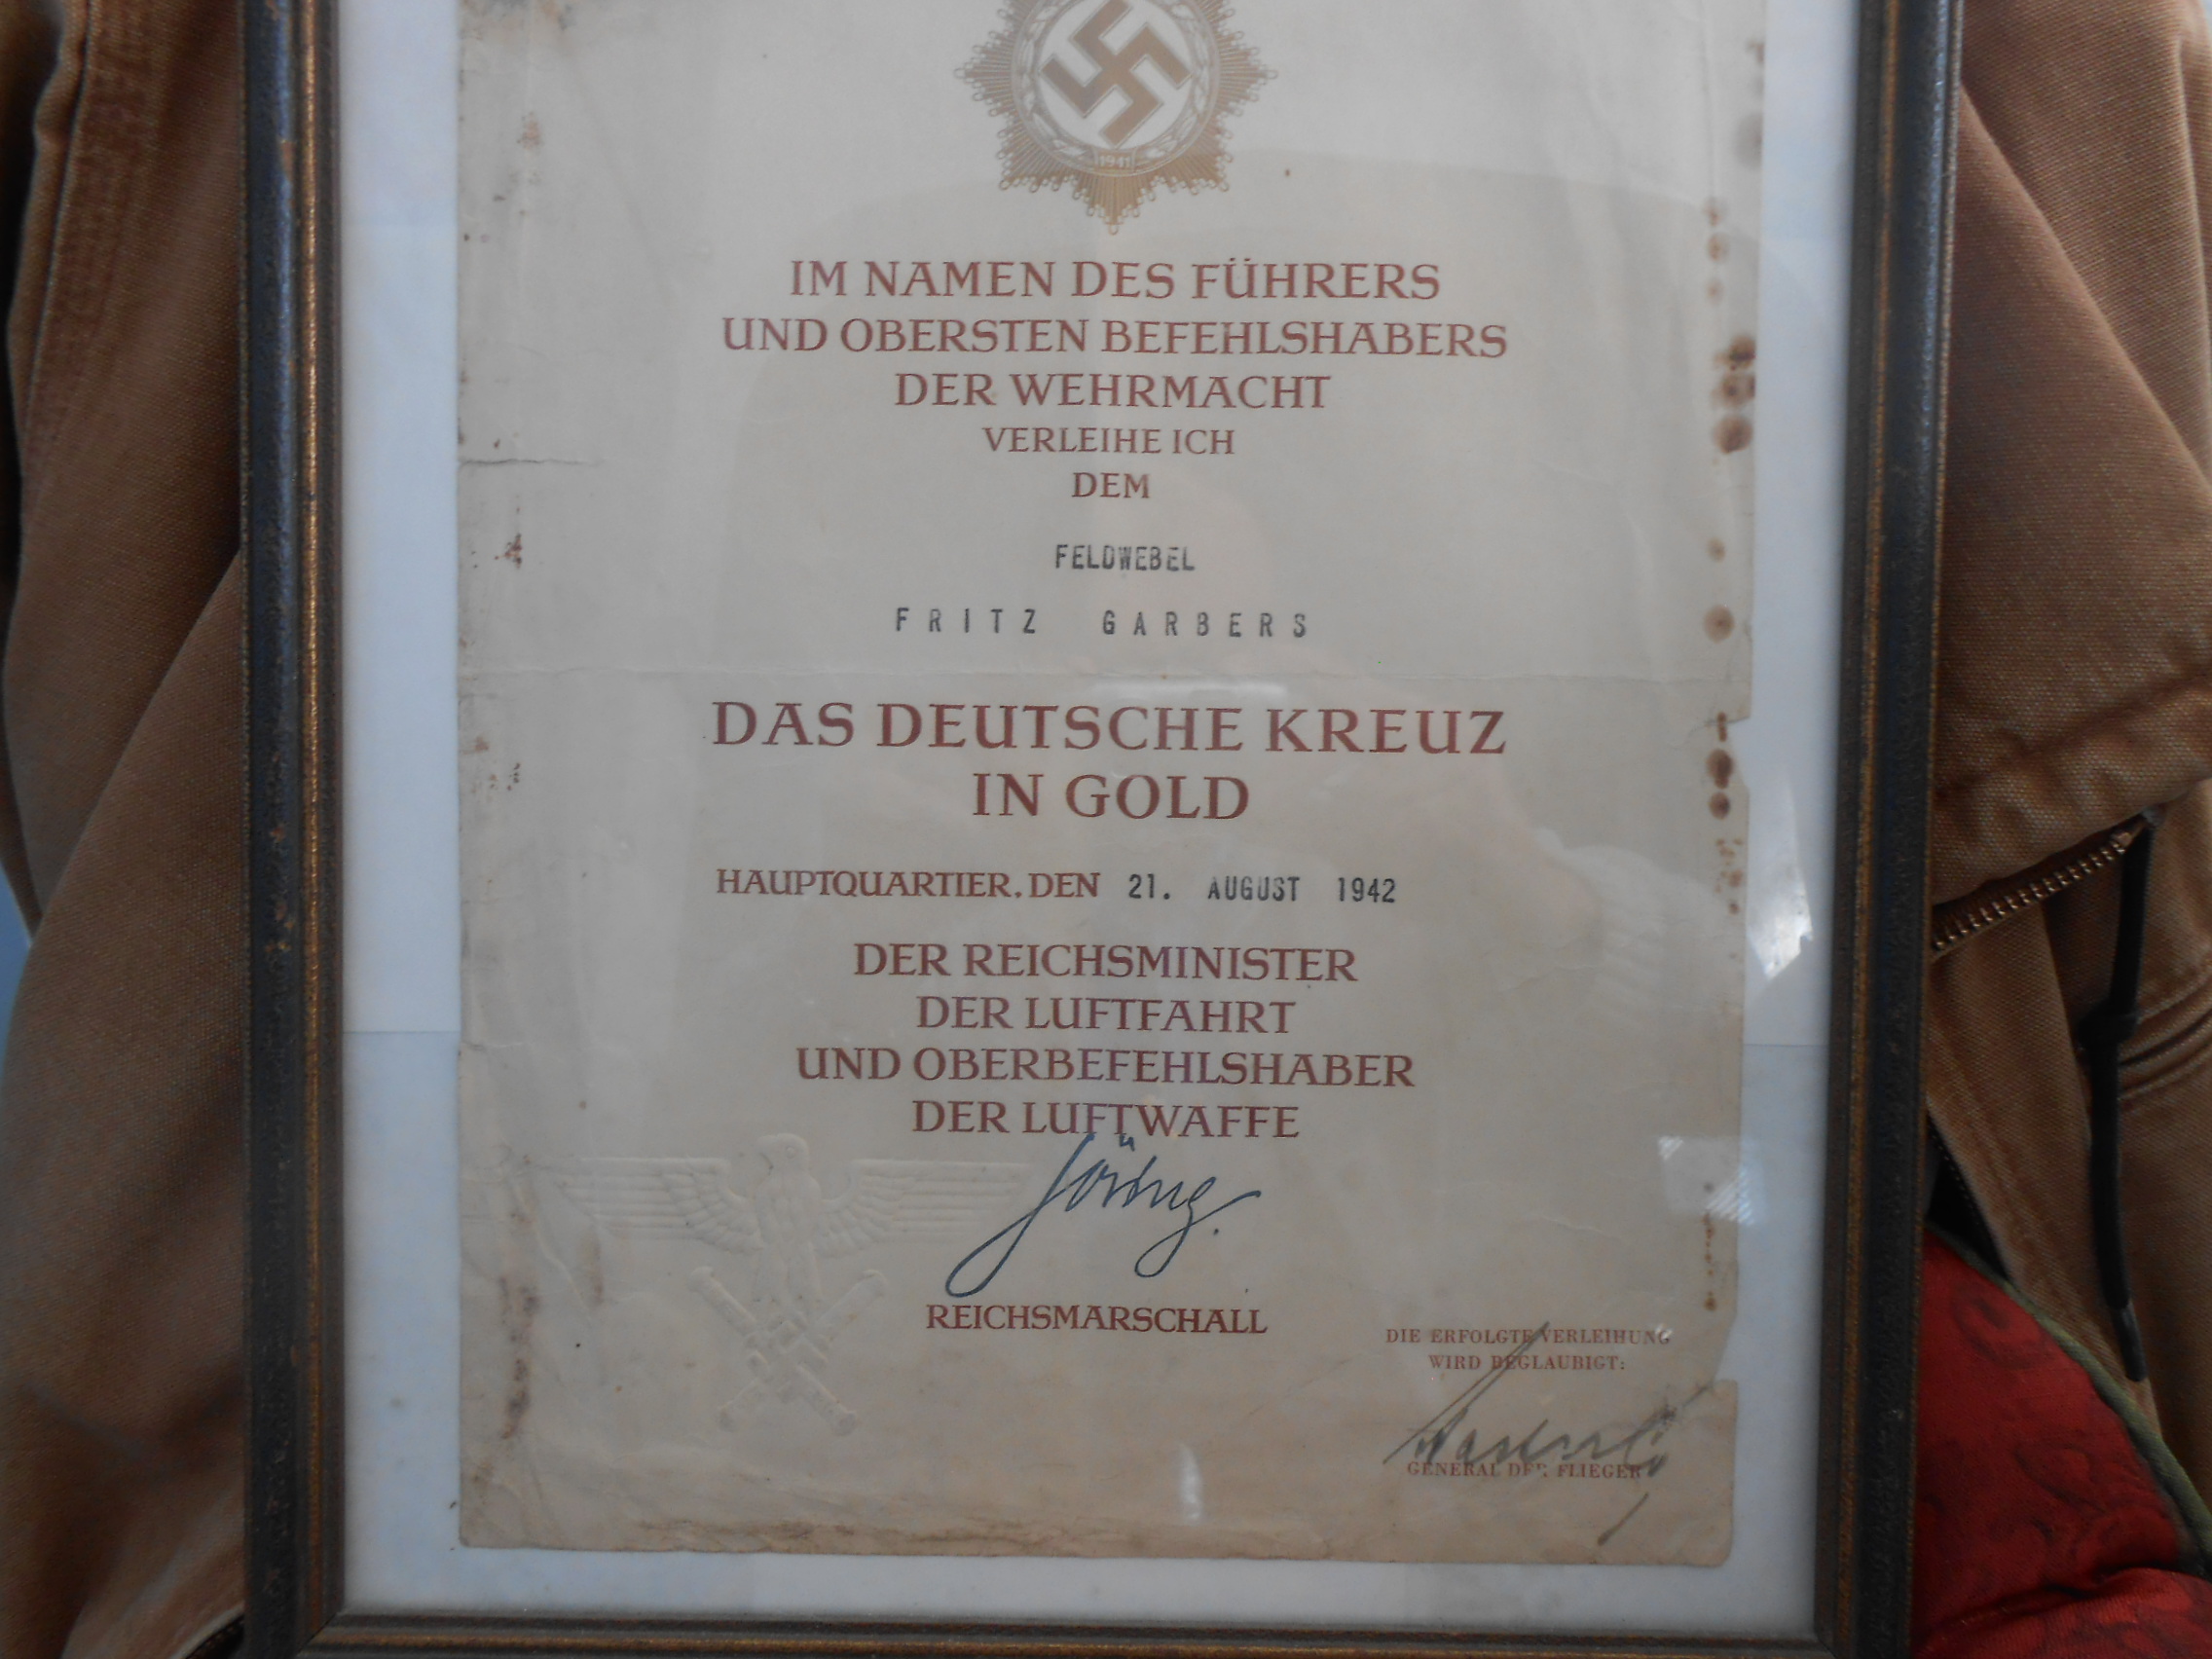 1941
IM NAMEN DES FÜHRERS
UND OBERSTEN BEFEHLSHABERS
DER WEHRMACHT
VERLEIHE ICH
DEM
FELDWEBEL
FRITZ GARBERS
DAS DEUTSCHE KREUZ
IN GOLD
HAUPTQUARTIER, DEN 21. AUGUST 1942
DER REICHSMINISTER
DER LUFTFAHRT
UND OBERBEFEHLSHABER
DER LUFTWAFFE
Göring.
REICHSMARSCHALL
DIE ERFOLGTE VERLEIHUNG
WIRD BEGLAUBIGT:
GENERAL DER FLIEGER